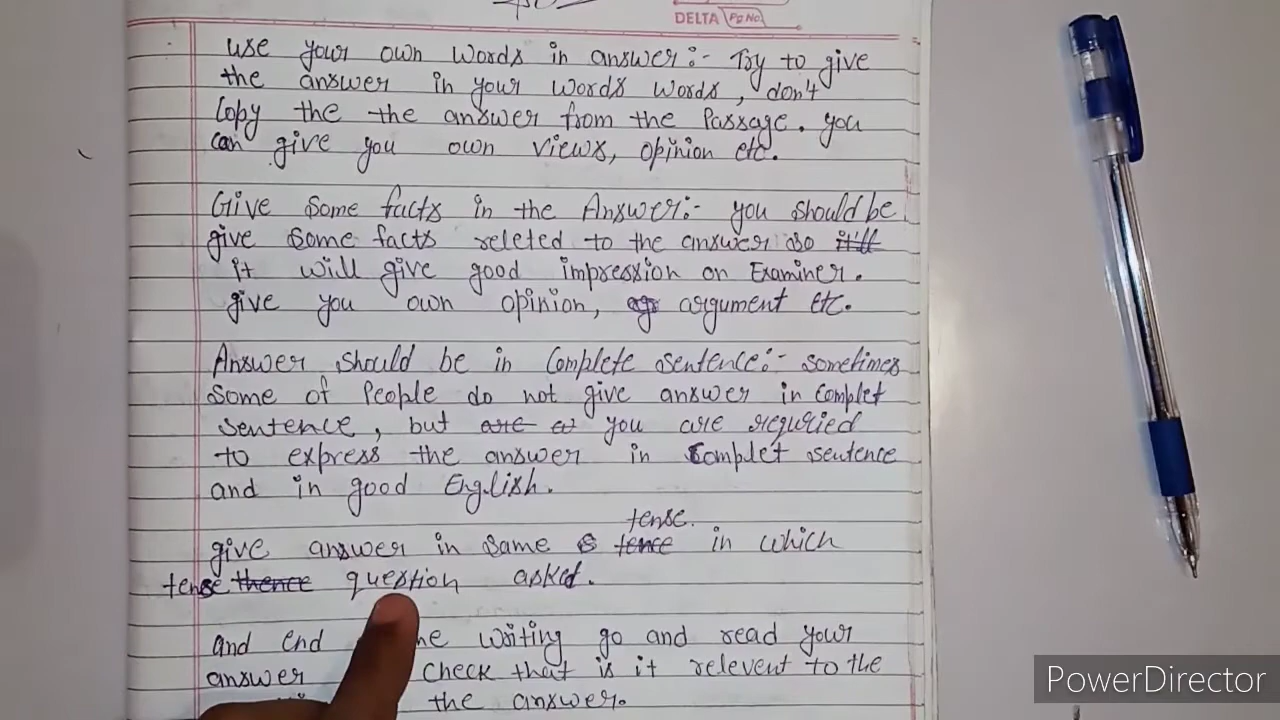 DELTA Pg No.
use your own words in answer:- Try to give
the answer in your words words, don't
Copy the the answer from the Passage. you
can give you own views, opinion etc.
Give some facts in the Answer:- you should be
give some facts releted to the answer also it'll
it will give good impression on Examiner.
give you own opinion, argument etc.
Answer should be in Complete sentence:- sometimes
some of People do not give answer in Complet
sentence, but are you are requried
to express the answer in Complet sentence
and in good English.
tense.
give answer in same tence in which
tense thence question asked.
and end writing go and read your
answer check that is it relevent to the
the answer.
PowerDirector